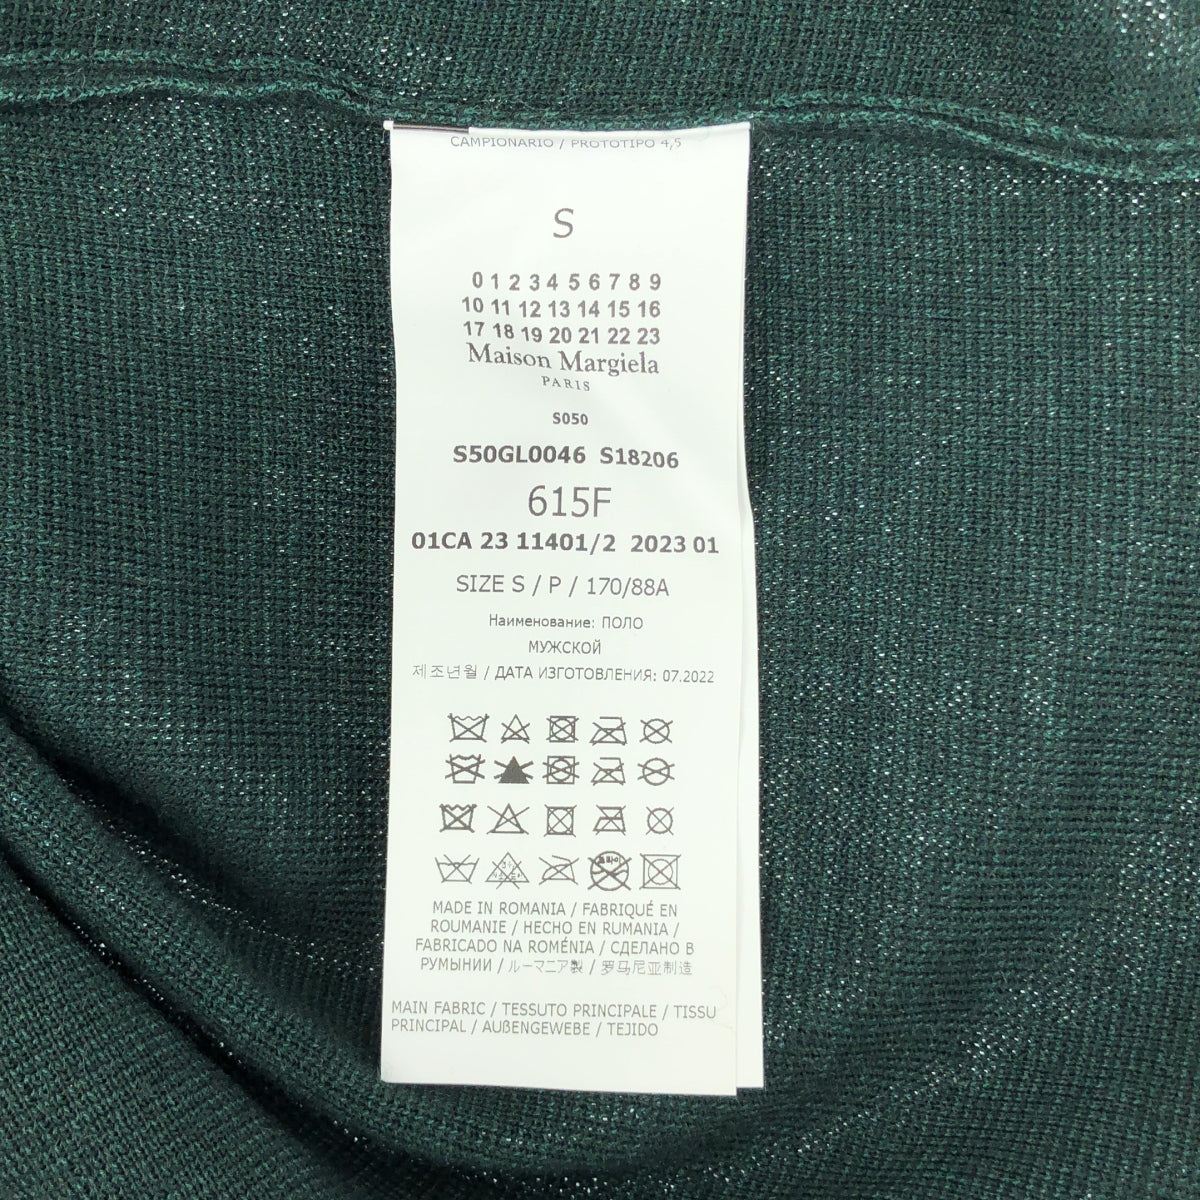 CAMPIONARIO / PROTOTIPO 4,5
S
0 1 2 3 4 5 6 7 8 9
10 11 12 13 14 15 16
17 18 19 20 21 22 23
Maison Margiela
PARIS
S050
S50GL0046 S18206
615F
01CA 23 11401/2 2023 01
SIZE S / P / 170/88A
Наименование: ПОЛО
МУЖСКОЙ
제조년월 / ДАТА ИЗГОТОВЛЕНИЯ: 07.2022
MADE IN ROMANIA / FABRIQUÉ EN
ROUMANIE / HECHO EN RUMANIA /
FABRICADO NA ROMÉNIA / СДЕЛАНО В
РУМЫНИИ / ルーマニア製 / 罗马尼亚制造
MAIN FABRIC / TESSUTO PRINCIPALE / TISSU
PRINCIPAL / AUßENGEWEBE / TEJIDO